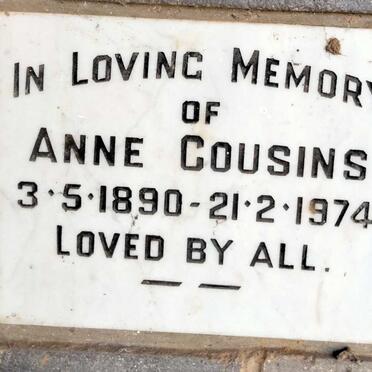 IN LOVING MEMORY
OF
ANNE COUSINS
3·5·1890-21·2·1974
LOVED BY ALL.